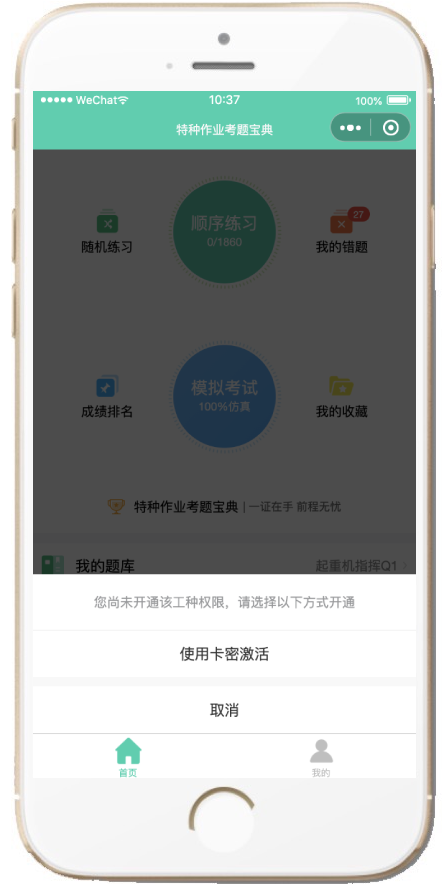 WeChat
10:37
100%
特种作业考题宝典
顺序练习
0/1860
27
随机练习
我的错题
模拟考试
100%仿真
成绩排名
我的收藏
特种作业考题宝典 | 一证在手 前程无忧
我的题库
起重机指挥Q1 >
您尚未开通该工种权限，请选择以下方式开通
使用卡密激活
取消
首页
我的